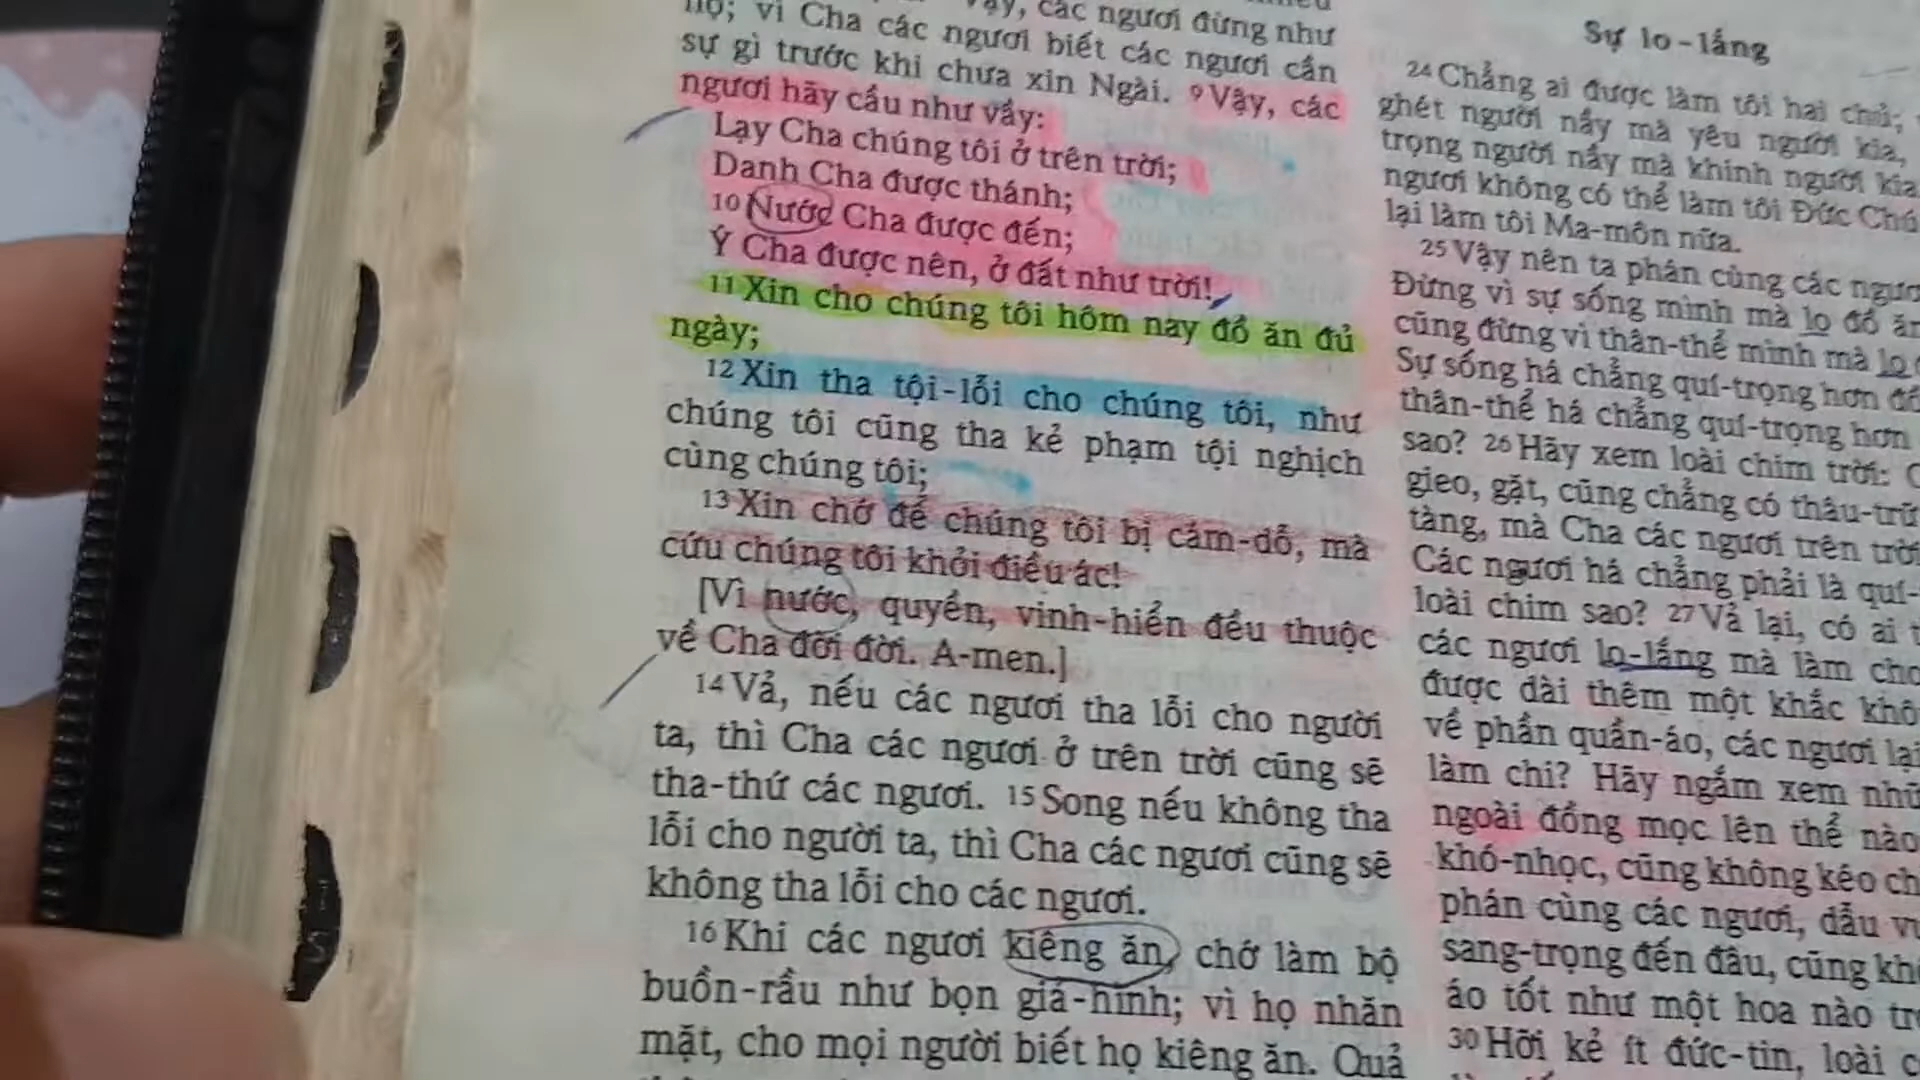 họ; vì Cha các ngươi biết các ngươi cần
Vậy, các ngươi đừng như
sự gì trước khi chưa xin Ngài. 9 Vậy, các
ngươi hãy cầu như vầy:
Lạy Cha chúng tôi ở trên trời;
Danh Cha được thánh;
10 Nước Cha được đến;
Ý Cha được nên, ở đất như trời!
11 Xin cho chúng tôi hôm nay đồ ăn đủ
ngày;
12 Xin tha tội-lỗi cho chúng tôi, như
chúng tôi cũng tha kẻ phạm tội nghịch
cùng chúng tôi;
13 Xin chớ để chúng tôi bị cám-dỗ, mà
cứu chúng tôi khỏi điều ác!
[Vì nước, quyền, vinh-hiển đều thuộc
về Cha đời đời. A-men.]
14 Vả, nếu các ngươi tha lỗi cho người
ta, thì Cha các ngươi ở trên trời cũng sẽ
tha-thứ các ngươi. 15 Song nếu không tha
lỗi cho người ta, thì Cha các ngươi cũng sẽ
không tha lỗi cho các ngươi.
16 Khi các ngươi kiêng ăn, chớ làm bộ
buồn-rầu như bọn giả-hình; vì họ nhăn
mặt, cho mọi người biết họ kiêng ăn. Quả
Sự lo-lắng
24 Chẳng ai được làm tôi hai chủ;
ghét người nầy mà yêu người kia,
trọng người nầy mà khinh người kia
ngươi không có thể làm tôi Đức Chú
lại làm tôi Ma-môn nữa.
25 Vậy nên ta phán cùng các ngươ
Đừng vì sự sống mình mà lo đồ ăn
cũng đừng vì thân-thể mình mà lo
Sự sống há chẳng quí-trọng hơn đồ
thân-thể há chẳng quí-trọng hơn
sao? 26 Hãy xem loài chim trời:
gieo, gặt, cũng chẳng có thâu-trữ
tàng, mà Cha các ngươi trên trời
Các ngươi há chẳng phải là quí-
loài chim sao? 27 Vả lại, có ai
các ngươi lo-lắng mà làm cho
được dài thêm một khắc khô
về phần quần-áo, các ngươi lại
làm chi? Hãy ngắm xem nhữ
ngoài đồng mọc lên thể nào
khó-nhọc, cũng không kéo ch
phán cùng các ngươi, dẫu vu
sang-trọng đến đâu, cũng khô
áo tốt như một hoa nào tr
30 Hỡi kẻ ít đức-tin, loài c